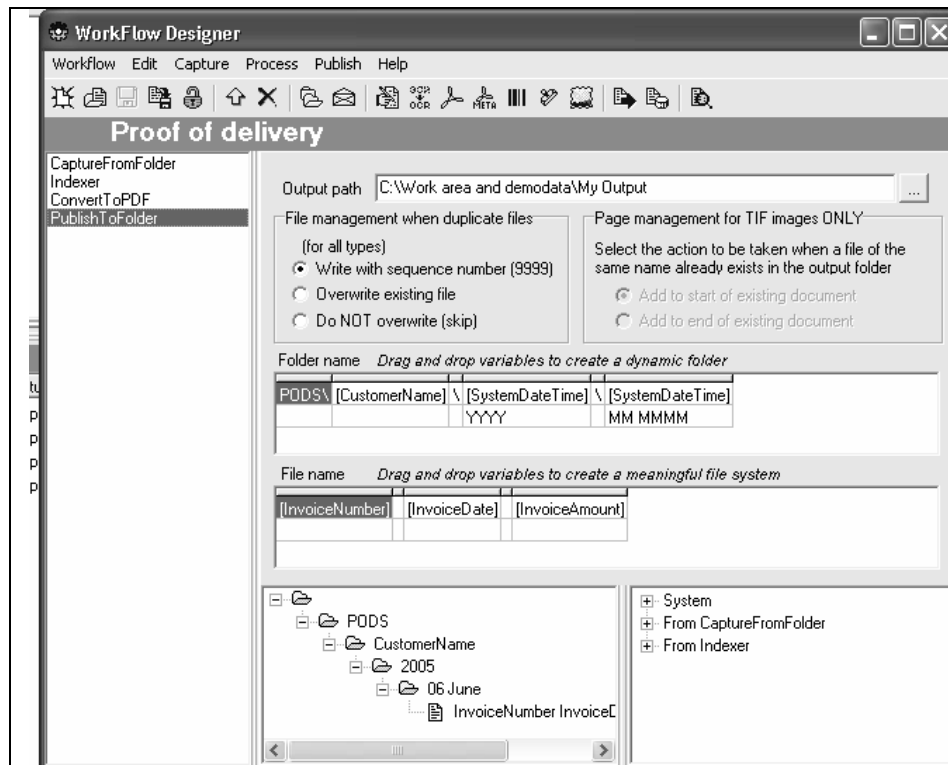 WorkFlow Designer
Workflow Edit Capture Process Publish Help
OCR
META
Proof of delivery
CaptureFromFolder
Indexer
ConvertToPDF
PublishToFolder
Output path C:\Work area and demodata\My Output ...
File management when duplicate files
(for all types)
Write with sequence number (9999)
Overwrite existing file
Do NOT overwrite (skip)
Page management for TIF images ONLY
Select the action to be taken when a file of the
same name already exists in the output folder
Add to start of existing document
Add to end of existing document
Folder name Drag and drop variables to create a dynamic folder
PODS\ [CustomerName] \ [SystemDateTime] \ [SystemDateTime]
YYYY MM MMMM
File name Drag and drop variables to create a meaningful file system
[InvoiceNumber] [InvoiceDate] [InvoiceAmount]
PODS
CustomerName
2005
06 June
InvoiceNumber InvoiceD
System
From CaptureFromFolder
From Indexer